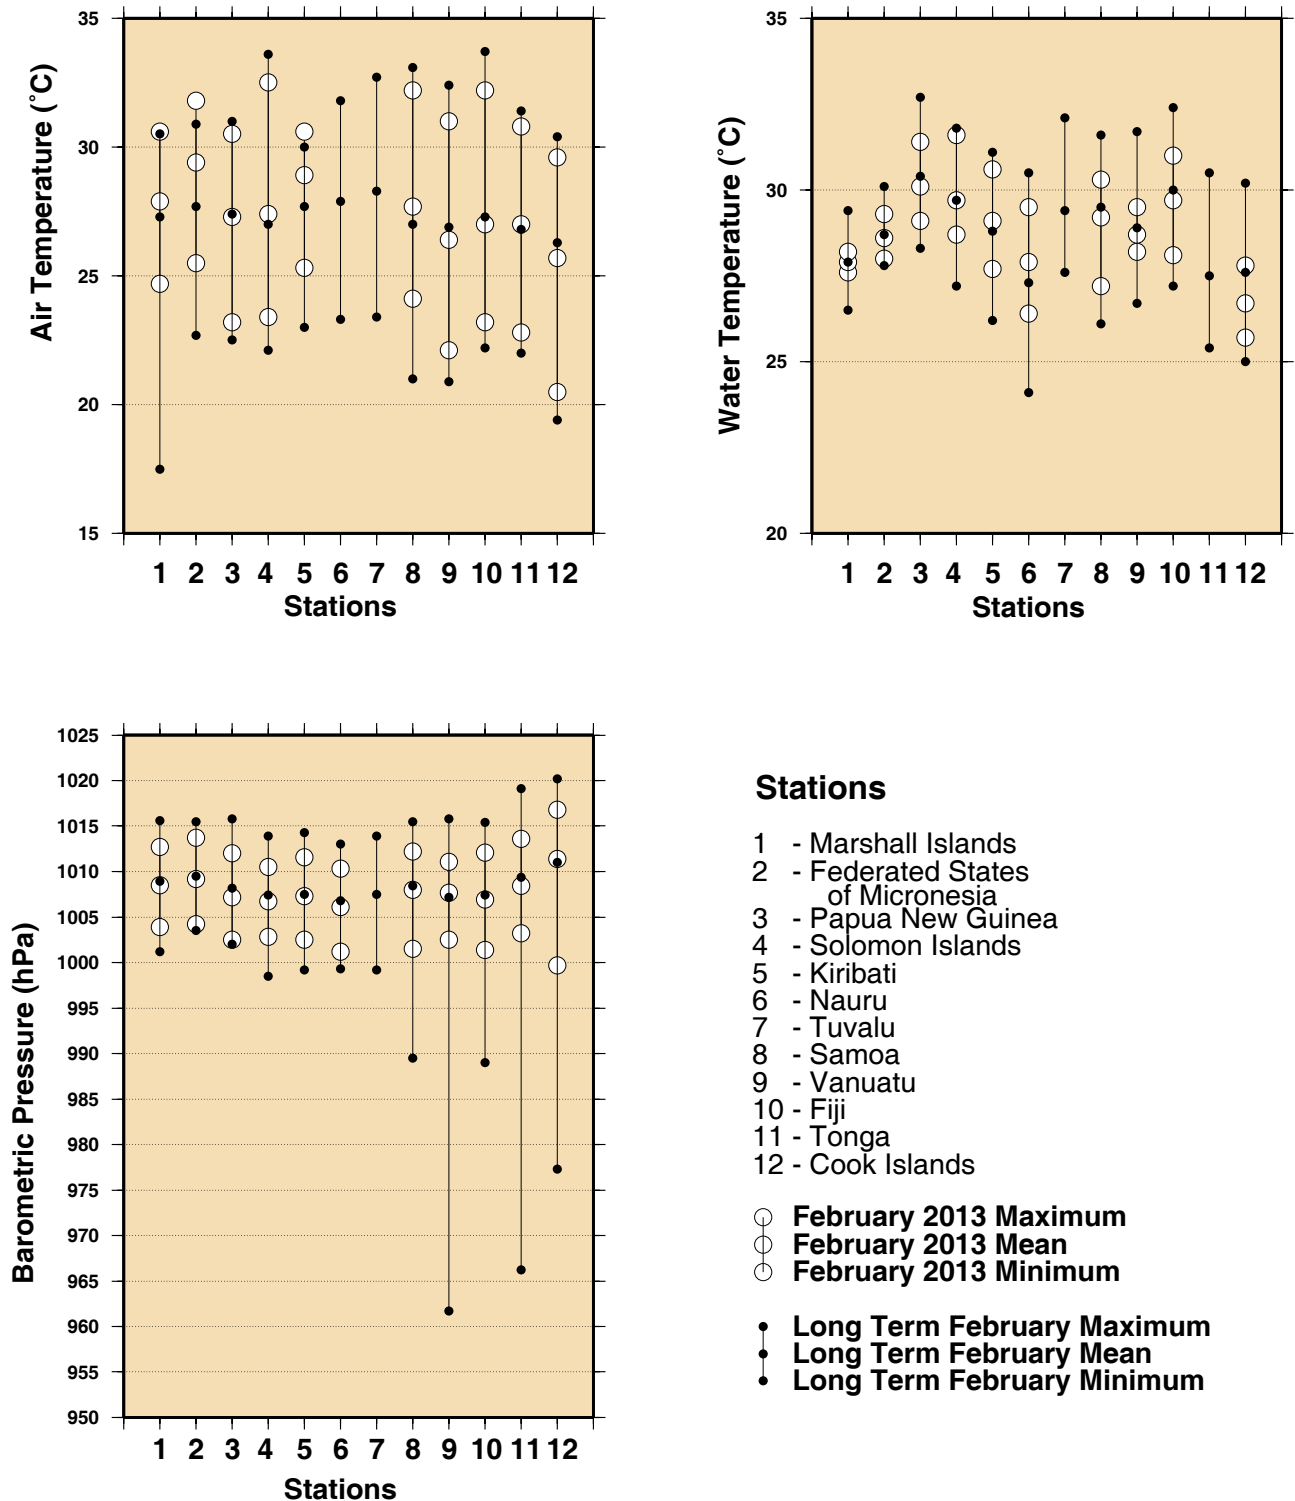 35
30
25
20
15
Air Temperature (˚C)
1 2 3 4 5 6 7 8 9 10 11 12
Stations
35
30
25
20
Water Temperature (˚C)
1 2 3 4 5 6 7 8 9 10 11 12
Stations
1025
1020
1015
1010
1005
1000
995
990
985
980
975
970
965
960
955
950
Barometric Pressure (hPa)
1 2 3 4 5 6 7 8 9 10 11 12
Stations
Stations
1 - Marshall Islands
2 - Federated States
of Micronesia
3 - Papua New Guinea
4 - Solomon Islands
5 - Kiribati
6 - Nauru
7 - Tuvalu
8 - Samoa
9 - Vanuatu
10 - Fiji
11 - Tonga
12 - Cook Islands
February 2013 Maximum
February 2013 Mean
February 2013 Minimum
Long Term February Maximum
Long Term February Mean
Long Term February Minimum